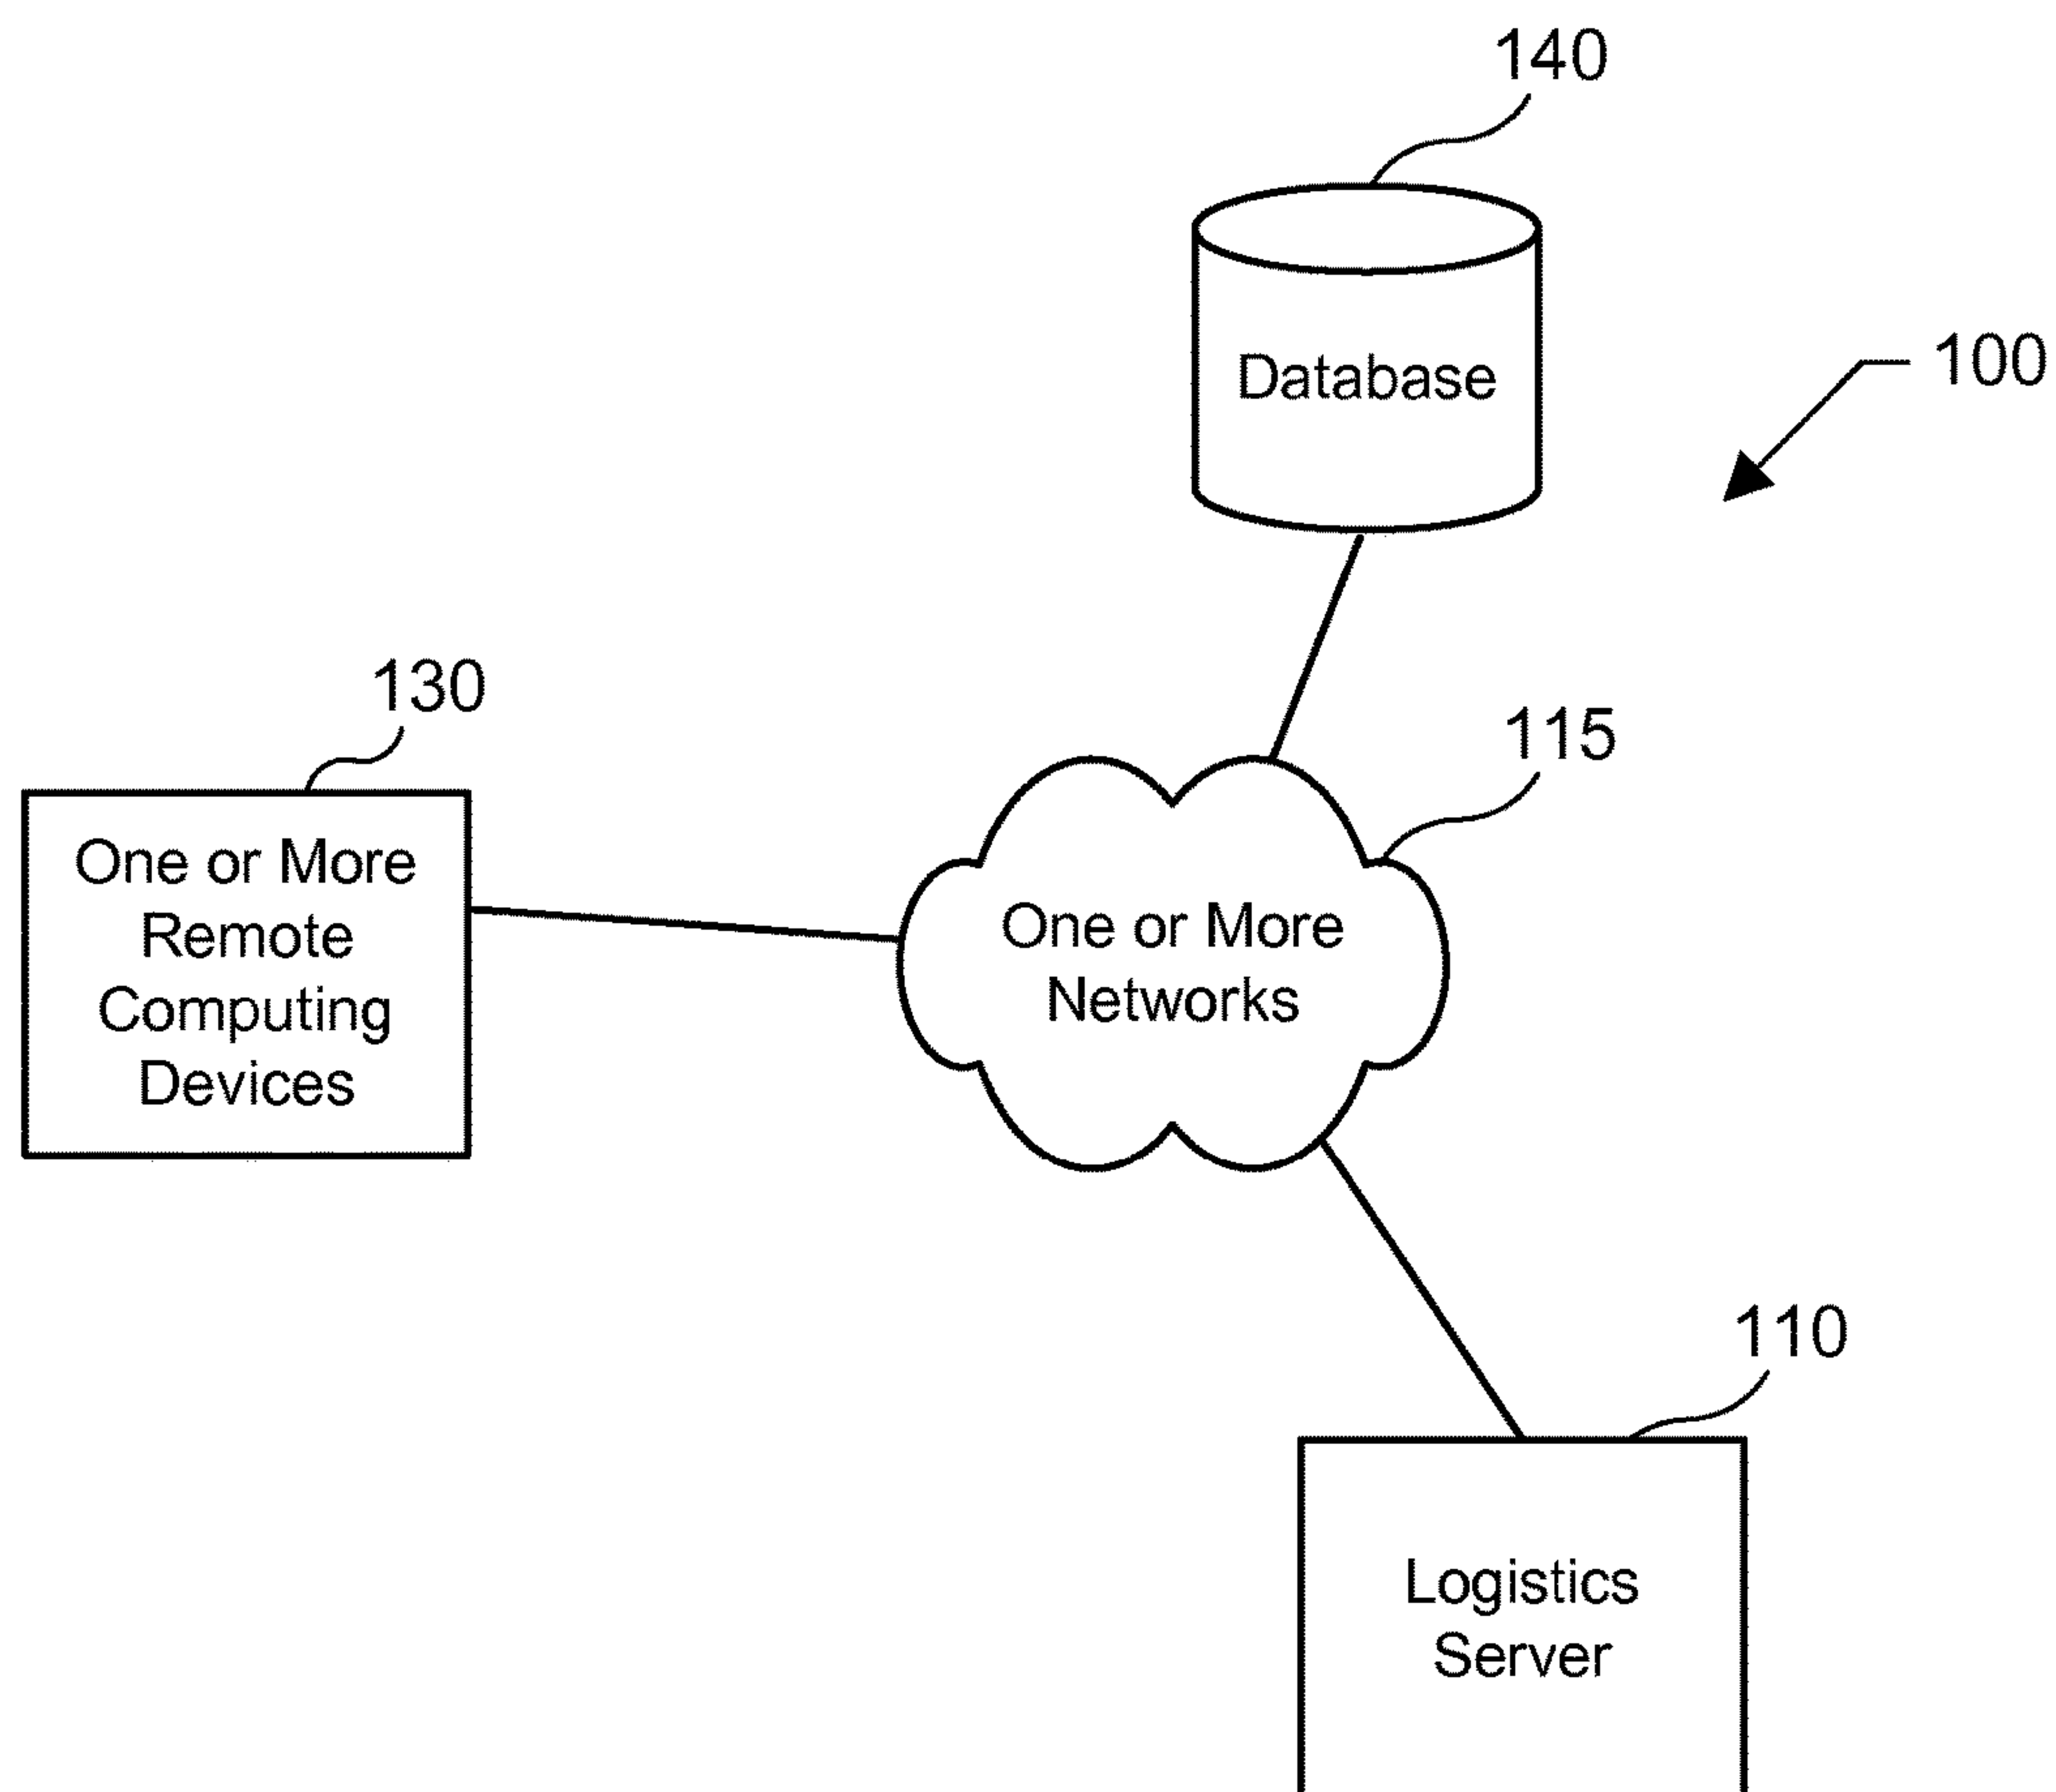 140
Database
100
130
115
One or More
Remote
Computing
Devices
One or More
Networks
110
Logistics
Server